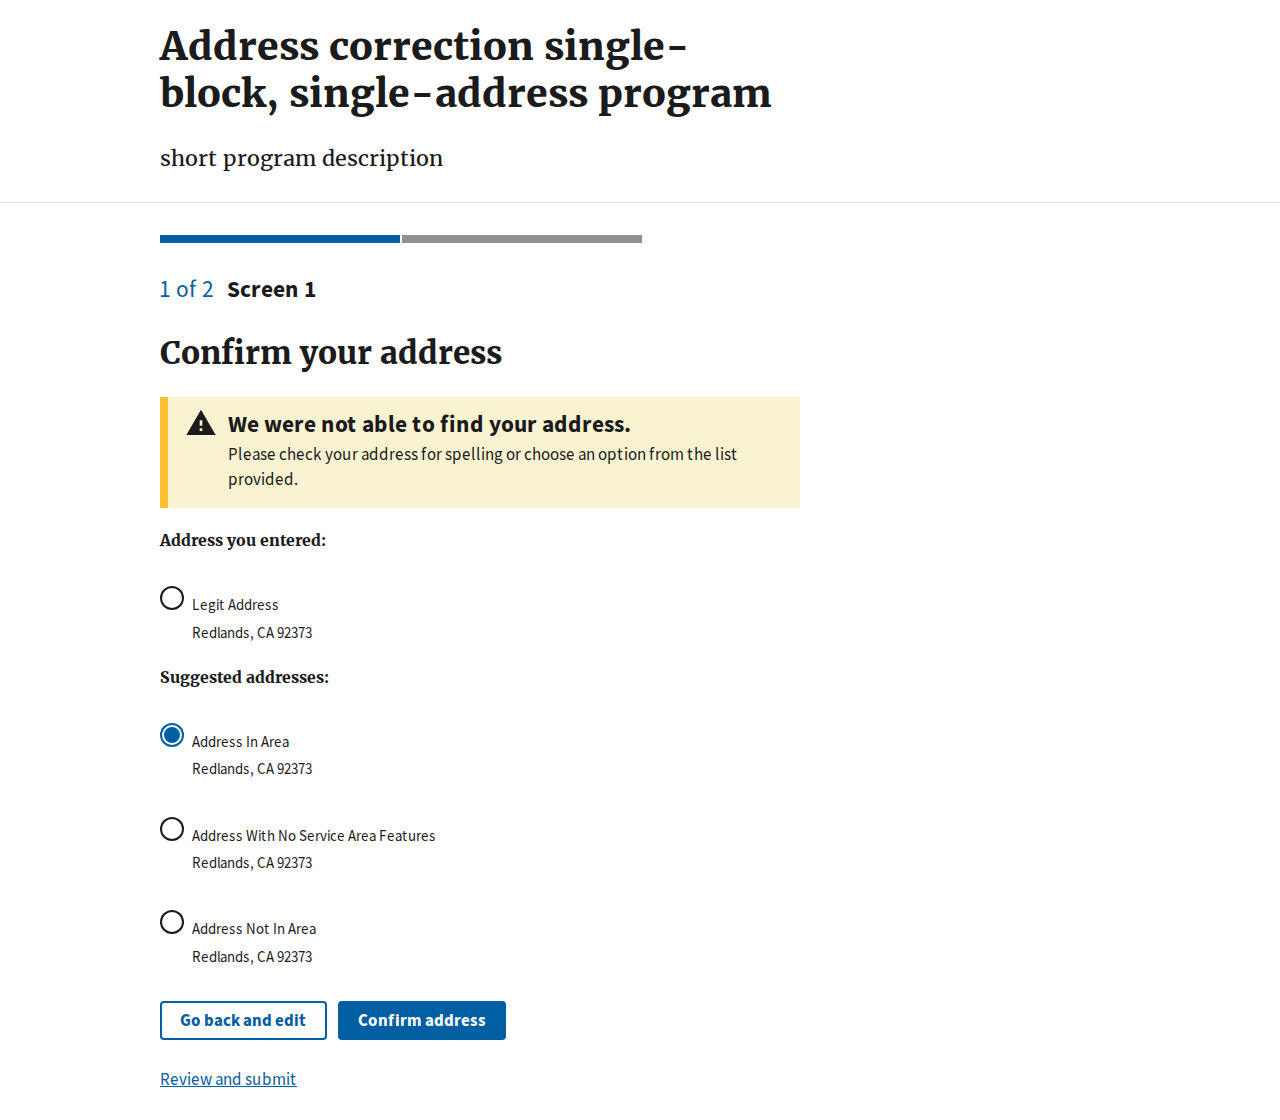 Address correction single-
block, single-address program
short program description
1 of 2 Screen 1
Confirm your address
We were not able to find your address.
Please check your address for spelling or choose an option from the list
provided.
Address you entered:
Legit Address
Redlands, CA 92373
Suggested addresses:
Address In Area
Redlands, CA 92373
Address With No Service Area Features
Redlands, CA 92373
Address Not In Area
Redlands, CA 92373
Go back and edit Confirm address
Review and submit